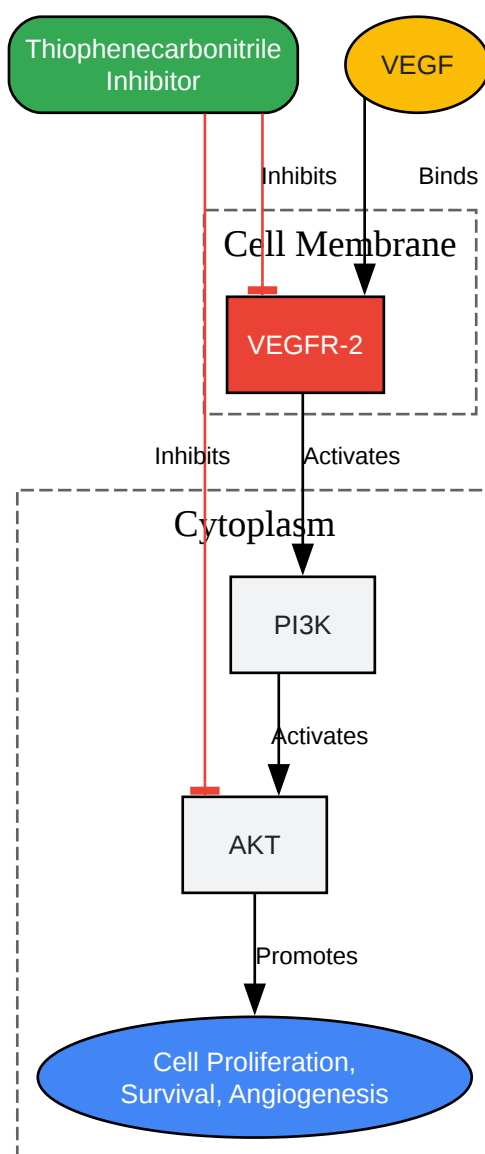 Thiophenecarbonitrile
Inhibitor
VEGF
Inhibits
Binds
Cell Membrane
VEGFR-2
Inhibits
Activates
Cytoplasm
PI3K
Activates
AKT
Promotes
Cell Proliferation,
Survival, Angiogenesis